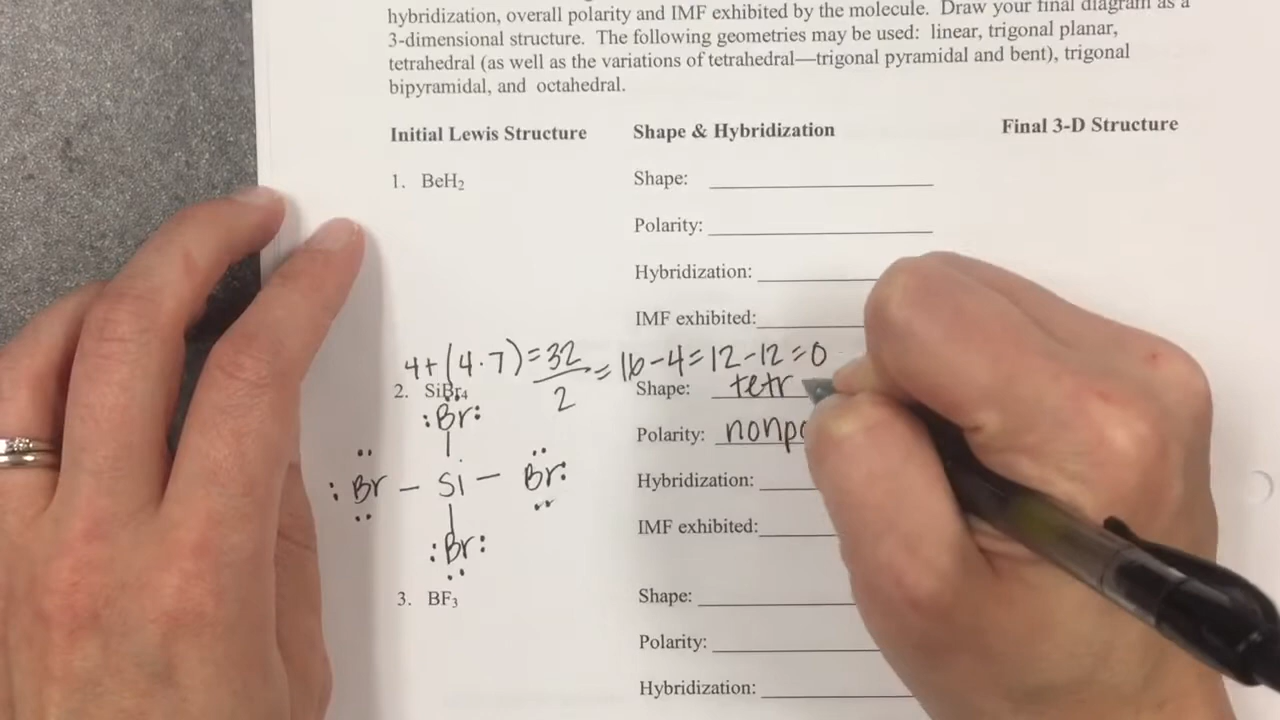 hybridization, overall polarity and IMF exhibited by the molecule. Draw your final diagram as a
3-dimensional structure. The following geometries may be used: linear, trigonal planar,
tetrahedral (as well as the variations of tetrahedral—trigonal pyramidal and bent), trigonal
bipyramidal, and octahedral.
Initial Lewis Structure Shape & Hybridization Final 3-D Structure
1. BeH₂ Shape:
Polarity:
Hybridization:
IMF exhibited:
4+(4·7)=32/2=16-4=12-12=0
2. SiBr₄ Shape: tetr
:Br: Polarity: nonpo
:Br - Si - Br: Hybridization:
IMF exhibited:
:Br:
3. BF₃ Shape:
Polarity:
Hybridization: